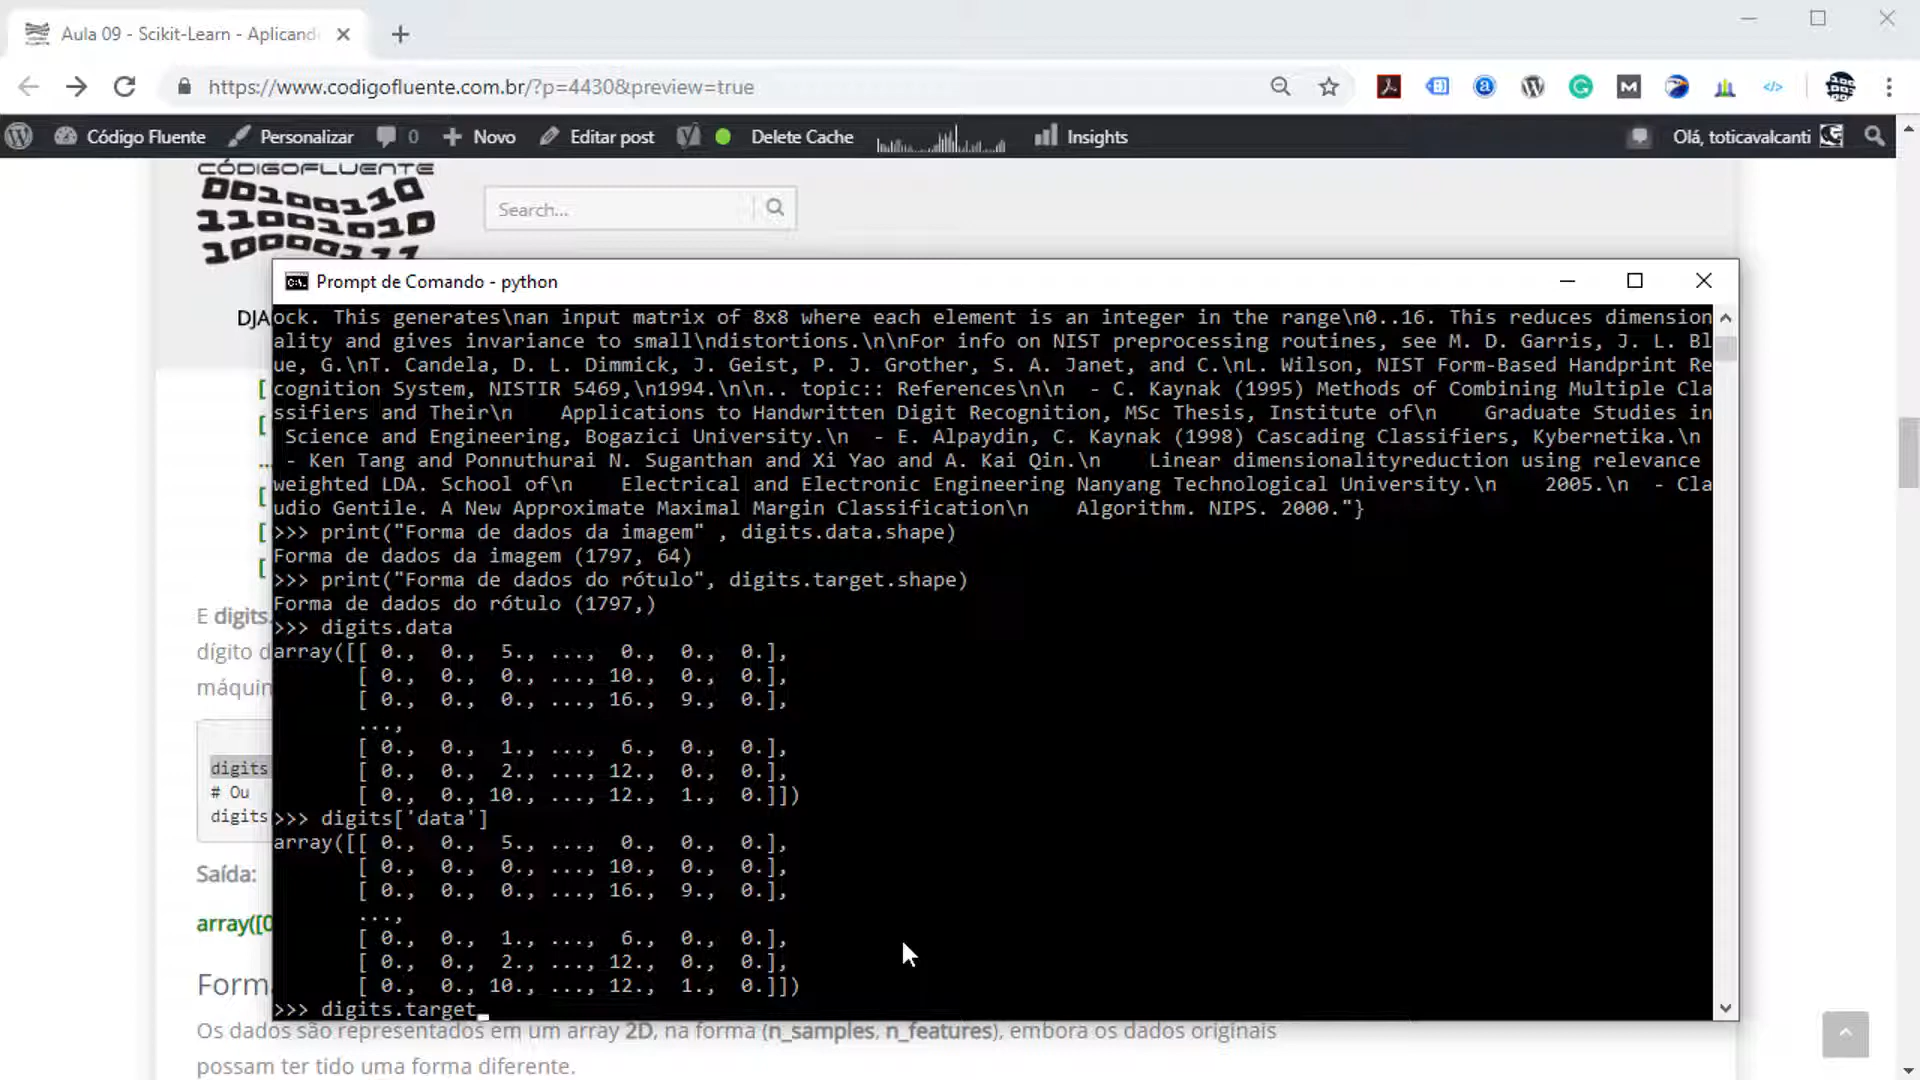 Aula 09 - Scikit-Learn - Aplicand
https://www.codigofluente.com.br/?p=4430&preview=true
Código Fluente Personalizar 0 Novo Editar post Delete Cache Insights Olá, toticavalcanti
CÓDIGOFLUENTE
00100110
11001010
10000111
Search...
DJA
Prompt de Comando - python
ock. This generates\nan input matrix of 8x8 where each element is an integer in the range\n0..16. This reduces dimension
ality and gives invariance to small\ndistortions.\n\nFor info on NIST preprocessing routines, see M. D. Garris, J. L. Bl
ue, G.\nT. Candela, D. L. Dimmick, J. Geist, P. J. Grother, S. A. Janet, and C.\nL. Wilson, NIST Form-Based Handprint Re
cognition System, NISTIR 5469,\n1994.\n\n.. topic:: References\n\n  - C. Kaynak (1995) Methods of Combining Multiple Cla
ssifiers and Their\n    Applications to Handwritten Digit Recognition, MSc Thesis, Institute of\n    Graduate Studies in
 Science and Engineering, Bogazici University.\n  - E. Alpaydin, C. Kaynak (1998) Cascading Classifiers, Kybernetika.\n
 - Ken Tang and Ponnuthurai N. Suganthan and Xi Yao and A. Kai Qin.\n    Linear dimensionalityreduction using relevance
weighted LDA. School of\n    Electrical and Electronic Engineering Nanyang Technological University.\n    2005.\n  - Cla
udio Gentile. A New Approximate Maximal Margin Classification\n    Algorithm. NIPS. 2000."}
>>> print("Forma de dados da imagem" , digits.data.shape)
Forma de dados da imagem (1797, 64)
>>> print("Forma de dados do rótulo", digits.target.shape)
Forma de dados do rótulo (1797,)
>>> digits.data
array([[ 0.,  0.,  5., ...,  0.,  0.,  0.],
       [ 0.,  0.,  0., ..., 10.,  0.,  0.],
       [ 0.,  0.,  0., ..., 16.,  9.,  0.],
       ...,
       [ 0.,  0.,  1., ...,  6.,  0.,  0.],
       [ 0.,  0.,  2., ..., 12.,  0.,  0.],
       [ 0.,  0., 10., ..., 12.,  1.,  0.]])
>>> digits['data']
array([[ 0.,  0.,  5., ...,  0.,  0.,  0.],
       [ 0.,  0.,  0., ..., 10.,  0.,  0.],
       [ 0.,  0.,  0., ..., 16.,  9.,  0.],
       ...,
       [ 0.,  0.,  1., ...,  6.,  0.,  0.],
       [ 0.,  0.,  2., ..., 12.,  0.,  0.],
       [ 0.,  0., 10., ..., 12.,  1.,  0.]])
>>> digits.target
[
[
...
[
[
[
E digits.
dígito d
máquin
digits
# Ou
digits
Saída:
array([0
Form
Os dados são representados em um array 2D, na forma (n_samples, n_features), embora os dados originais
possam ter tido uma forma diferente.